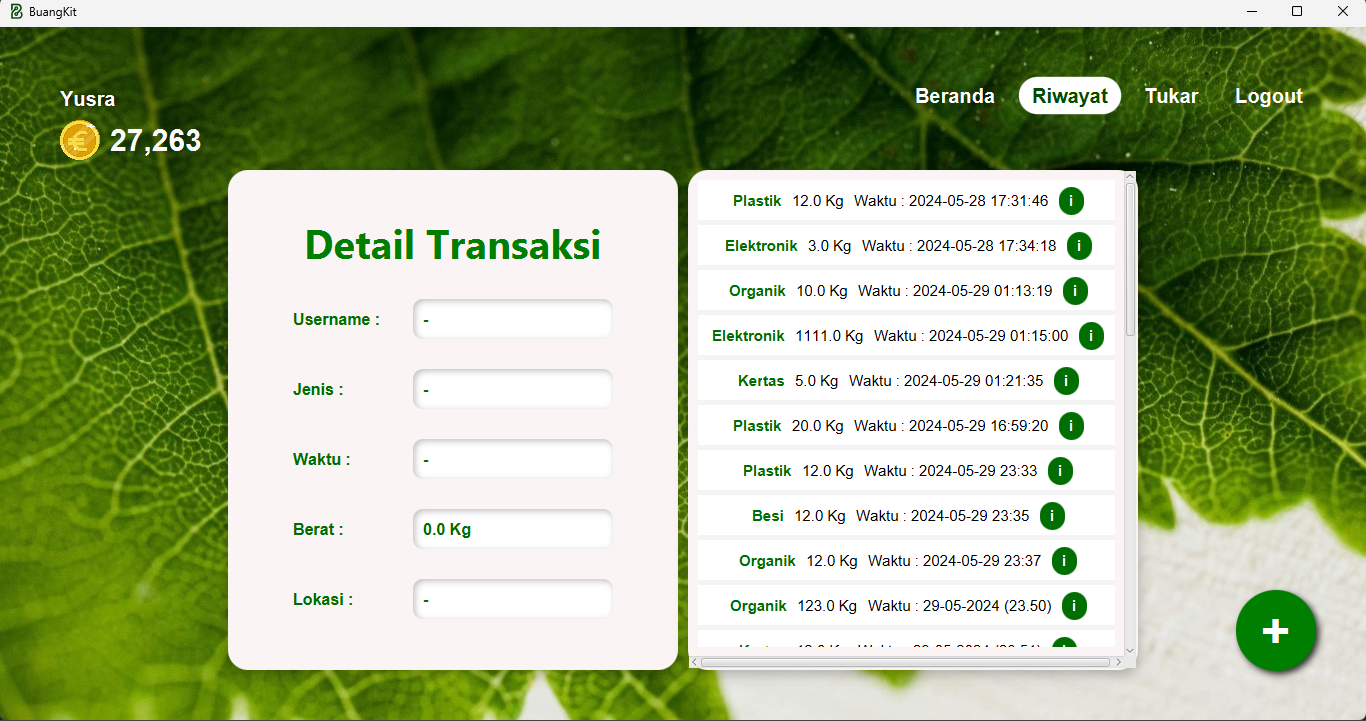 BuangKit
Yusra
27,263
Beranda Riwayat Tukar Logout
Detail Transaksi
Username : -
Jenis : -
Waktu : -
Berat : 0.0 Kg
Lokasi : -
Plastik 12.0 Kg Waktu : 2024-05-28 17:31:46 i
Elektronik 3.0 Kg Waktu : 2024-05-28 17:34:18 i
Organik 10.0 Kg Waktu : 2024-05-29 01:13:19 i
Elektronik 1111.0 Kg Waktu : 2024-05-29 01:15:00 i
Kertas 5.0 Kg Waktu : 2024-05-29 01:21:35 i
Plastik 20.0 Kg Waktu : 2024-05-29 16:59:20 i
Plastik 12.0 Kg Waktu : 2024-05-29 23:33 i
Besi 12.0 Kg Waktu : 2024-05-29 23:35 i
Organik 12.0 Kg Waktu : 2024-05-29 23:37 i
Organik 123.0 Kg Waktu : 29-05-2024 (23.50) i
+